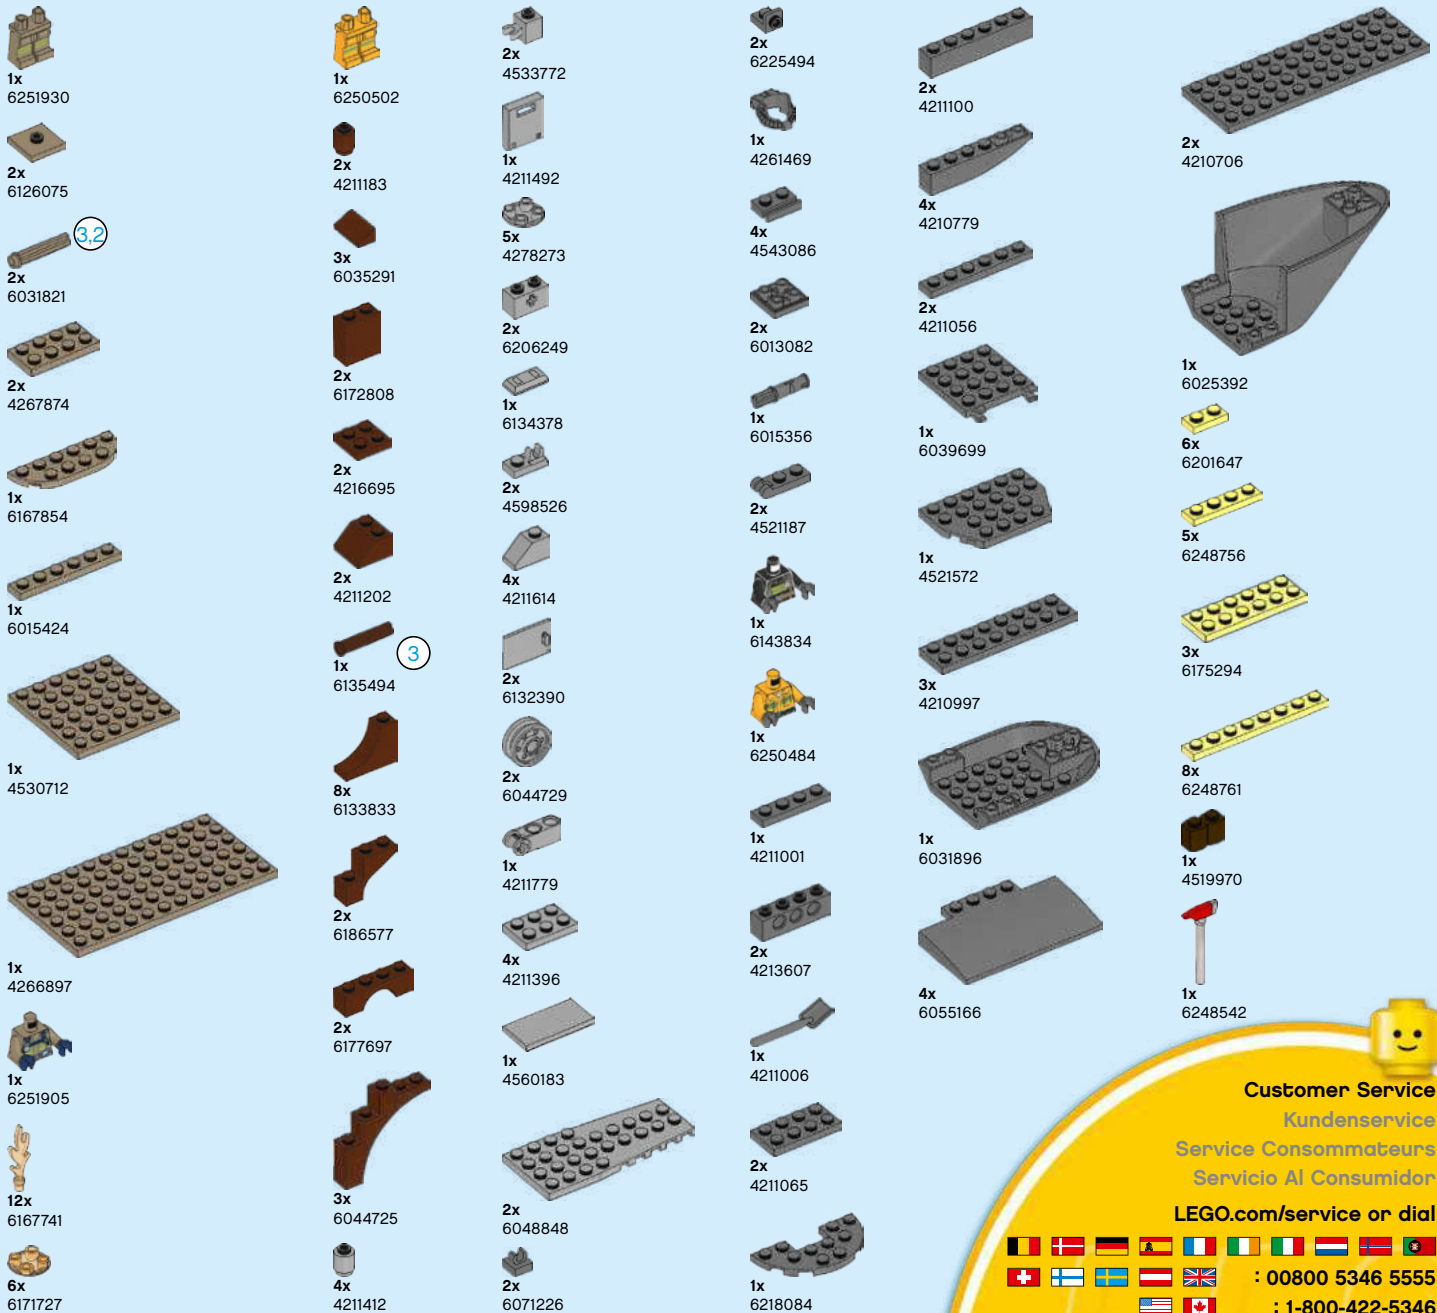 1x
6251930
2x
6126075
3,2
2x
6031821
2x
4267874
1x
6167854
1x
6015424
1x
4530712
1x
4266897
1x
6251905
12x
6167741
6x
6171727
1x
6250502
2x
4211183
3x
6035291
2x
6172808
2x
4216695
2x
4211202
3
1x
6135494
8x
6133833
2x
6186577
2x
6177697
3x
6044725
4x
4211412
2x
4533772
1x
4211492
5x
4278273
2x
6206249
1x
6134378
2x
4598526
4x
4211614
2x
6132390
2x
6044729
1x
4211779
4x
4211396
1x
4560183
2x
6048848
2x
6071226
2x
6225494
1x
4261469
4x
4543086
2x
6013082
1x
6015356
2x
4521187
1x
6143834
1x
6250484
1x
4211001
2x
4213607
1x
4211006
2x
4211065
1x
6218084
2x
4211100
4x
4210779
2x
4211056
1x
6039699
1x
4521572
3x
4210997
1x
6031896
4x
6055166
2x
4210706
1x
6025392
6x
6201647
5x
6248756
3x
6175294
8x
6248761
1x
4519970
1x
6248542
Customer Service
Kundenservice
Service Consommateurs
Servicio Al Consumidor
LEGO.com/service or dial
: 00800 5346 5555
: 1-800-422-5346